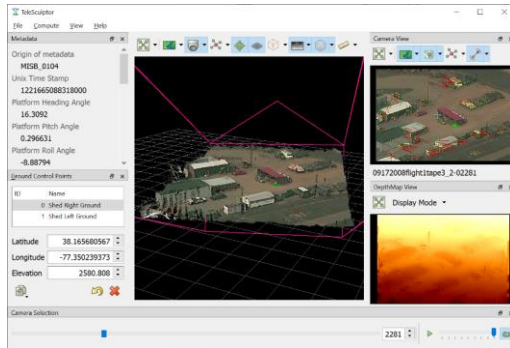 TeleSculptor
File Compute View Help
Metadata
Origin of metadata
MISB_0104
Unix Time Stamp
1221665088318000
Platform Heading Angle
16.3092
Platform Pitch Angle
0.296631
Platform Roll Angle
-8.88794
Ground Control Points
ID Name
0 Shed Right Ground
1 Shed Left Ground
Latitude 38.165680567
Longitude -77.350239373
Elevation 2580.808
Camera View
09172008flight1tape3_2-02281
DepthMap View
Display Mode
Camera Selection
2281